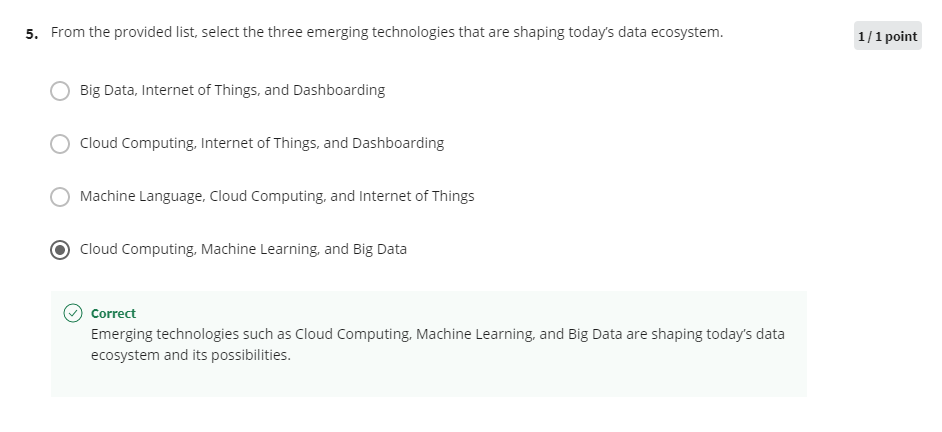 5. From the provided list, select the three emerging technologies that are shaping today's data ecosystem.
1 / 1 point
Big Data, Internet of Things, and Dashboarding
Cloud Computing, Internet of Things, and Dashboarding
Machine Language, Cloud Computing, and Internet of Things
Cloud Computing, Machine Learning, and Big Data
Correct
Emerging technologies such as Cloud Computing, Machine Learning, and Big Data are shaping today's data
ecosystem and its possibilities.